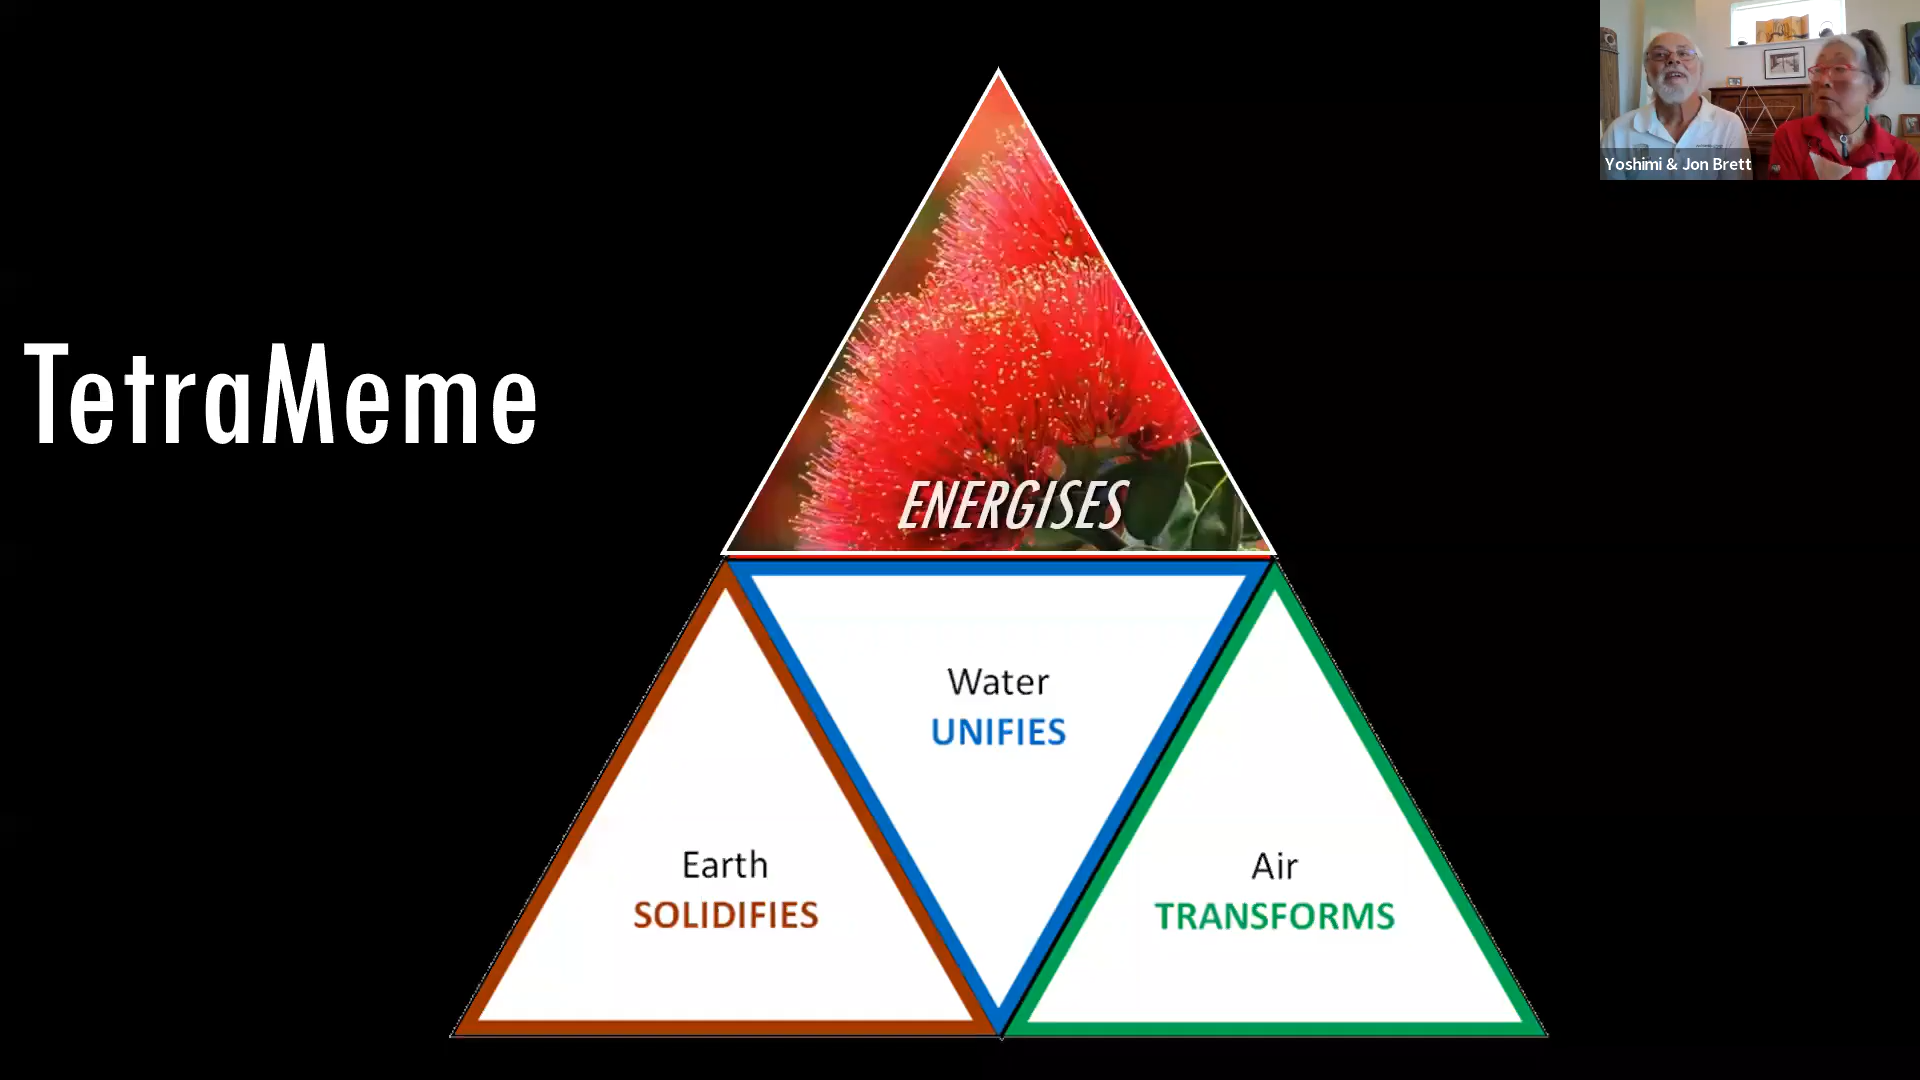 Yoshimi & Jon Brett
TetraMeme
ENERGISES
Water
UNIFIES
Earth
SOLIDIFIES
Air
TRANSFORMS